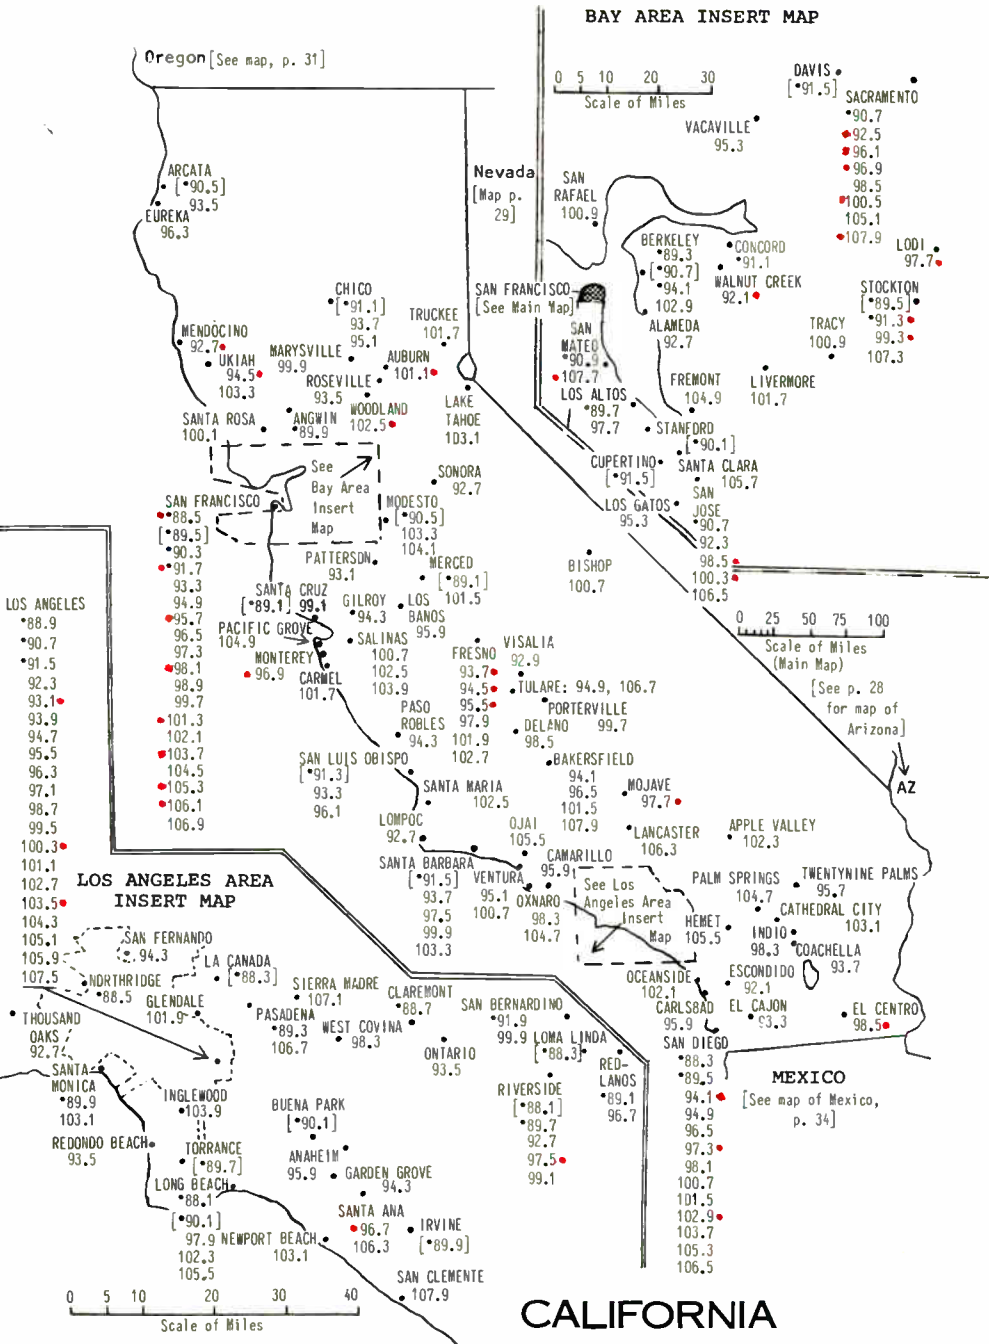 BAY AREA INSERT MAP
Oregon [See map, p. 31]
0 5 10 20 30
Scale of Miles
DAVIS
[•91.5]
SACRAMENTO
•90.7
92.5
96.1
96.9
98.5
100.5
105.1
107.9
VACAVILLE
95.3
Nevada
[Map p.
29]
SAN
RAFAEL
100.9
ARCATA
[•90.5]
93.5
EUREKA
96.3
BERKELEY
•89.3
[•90.7]
•94.1
102.9
CONCORD
•91.1
WALNUT CREEK
92.1
LODI
97.7
STOCKTON
[•89.5]
•91.3
99.3
107.3
SAN FRANCISCO
[See Main Map]
ALAMEDA
92.7
TRACY
100.9
SAN
MATEO
•90.9
107.7
LIVERMORE
101.7
FREMONT
104.9
LOS ALTOS
•89.7
97.7
STANFORD
[•90.1]
CUPERTINO
[•91.5]
SANTA CLARA
105.7
LOS GATOS
95.3
SAN
JOSE
•90.7
92.3
98.5
100.3
106.5
CHICO
[•91.1]
93.7
95.1
TRUCKEE
101.7
MENDOCINO
92.7
UKIAH
94.5
103.3
MARYSVILLE
99.9
AUBURN
101.1
ROSEVILLE
93.5
WOODLAND
102.5
LAKE
TAHOE
103.1
SANTA ROSA
100.1
ANGWIN
•89.9
See
Bay Area
Insert
Map
SONORA
92.7
SAN FRANCISCO
•88.5
[•89.5]
•90.3
•91.7
93.3
94.9
95.7
96.5
97.3
98.1
98.9
99.7
101.3
102.1
103.7
104.5
105.3
106.1
106.9
MODESTO
[•90.5]
103.3
104.1
PATTERSON
93.1
MERCED
[•89.1]
101.5
BISHOP
100.7
SANTA CRUZ
[•89.1] 99.1
GILROY
94.3
LOS
BANOS
95.9
PACIFIC GROVE
104.9
SALINAS
100.7
102.5
103.9
MONTEREY
96.9
CARMEL
101.7
FRESNO
93.7
94.5
95.5
97.9
101.9
102.7
VISALIA
92.9
TULARE: 94.9, 106.7
PORTERVILLE
99.7
PASO
ROBLES
94.3
DELANO
98.5
0 25 50 100
Scale of Miles
(Main Map)
[See p. 28
for map of
Arizona]
AZ
LOS ANGELES
•88.9
•90.7
•91.5
92.3
93.1
93.9
94.7
95.5
96.3
97.1
98.7
99.5
100.3
101.1
102.7
103.5
104.3
105.1
105.9
107.5
SAN LUIS OBISPO
[•91.3]
93.3
96.1
BAKERSFIELD
94.1
96.5
101.5
107.9
SANTA MARIA
102.5
MOJAVE
97.7
LOMPOC
92.7
OJAI
105.5
LANCASTER
106.3
APPLE VALLEY
102.3
SANTA BARBARA
[•91.5]
93.7
97.5
99.9
103.3
VENTURA
95.1
100.7
CAMARILLO
95.9
OXNARD
98.3
104.7
See Los
Angeles Area
Insert
Map
PALM SPRINGS
104.7
TWENTYNINE PALMS
95.7
HEMET
105.5
CATHEDRAL CITY
103.1
INDIO
98.3
COACHELLA
93.7
OCEANSIDE
102.1
ESCONDIDO
92.1
CARLSBAD
95.9
EL CAJON
93.3
EL CENTRO
98.5
SAN DIEGO
•88.3
•89.5
94.1
94.9
96.5
97.3
98.1
100.7
101.5
102.9
103.7
105.3
106.5
MEXICO
[See map of Mexico,
p. 34]
LOS ANGELES AREA
INSERT MAP
SAN FERNANDO
94.3
LA CANADA
[•88.3]
NORTHRIDGE
•88.5
SIERRA MADRE
107.1
CLAREMONT
•88.7
GLENDALE
101.9
PASADENA
•89.3
106.7
WEST COVINA
98.3
SAN BERNARDINO
•91.9
99.9
LOMA LINDA
[•88.3]
ONTARIO
93.5
RED-
LANDS
•89.1
96.7
THOUSAND
OAKS
92.7
SANTA
MONICA
•89.9
103.1
INGLEWOOD
103.9
BUENA PARK
[•90.1]
RIVERSIDE
[•88.1]
•89.7
92.7
97.5
99.1
REDONDO BEACH
93.5
TORRANCE
[•89.7]
ANAHEIM
95.9
GARDEN GROVE
94.3
LONG BEACH
•88.1
[•90.1]
97.9
102.3
105.5
SANTA ANA
96.7
106.3
IRVINE
[•89.9]
NEWPORT BEACH
103.1
SAN CLEMENTE
107.9
0 5 10 20 30 40
Scale of Miles
CALIFORNIA